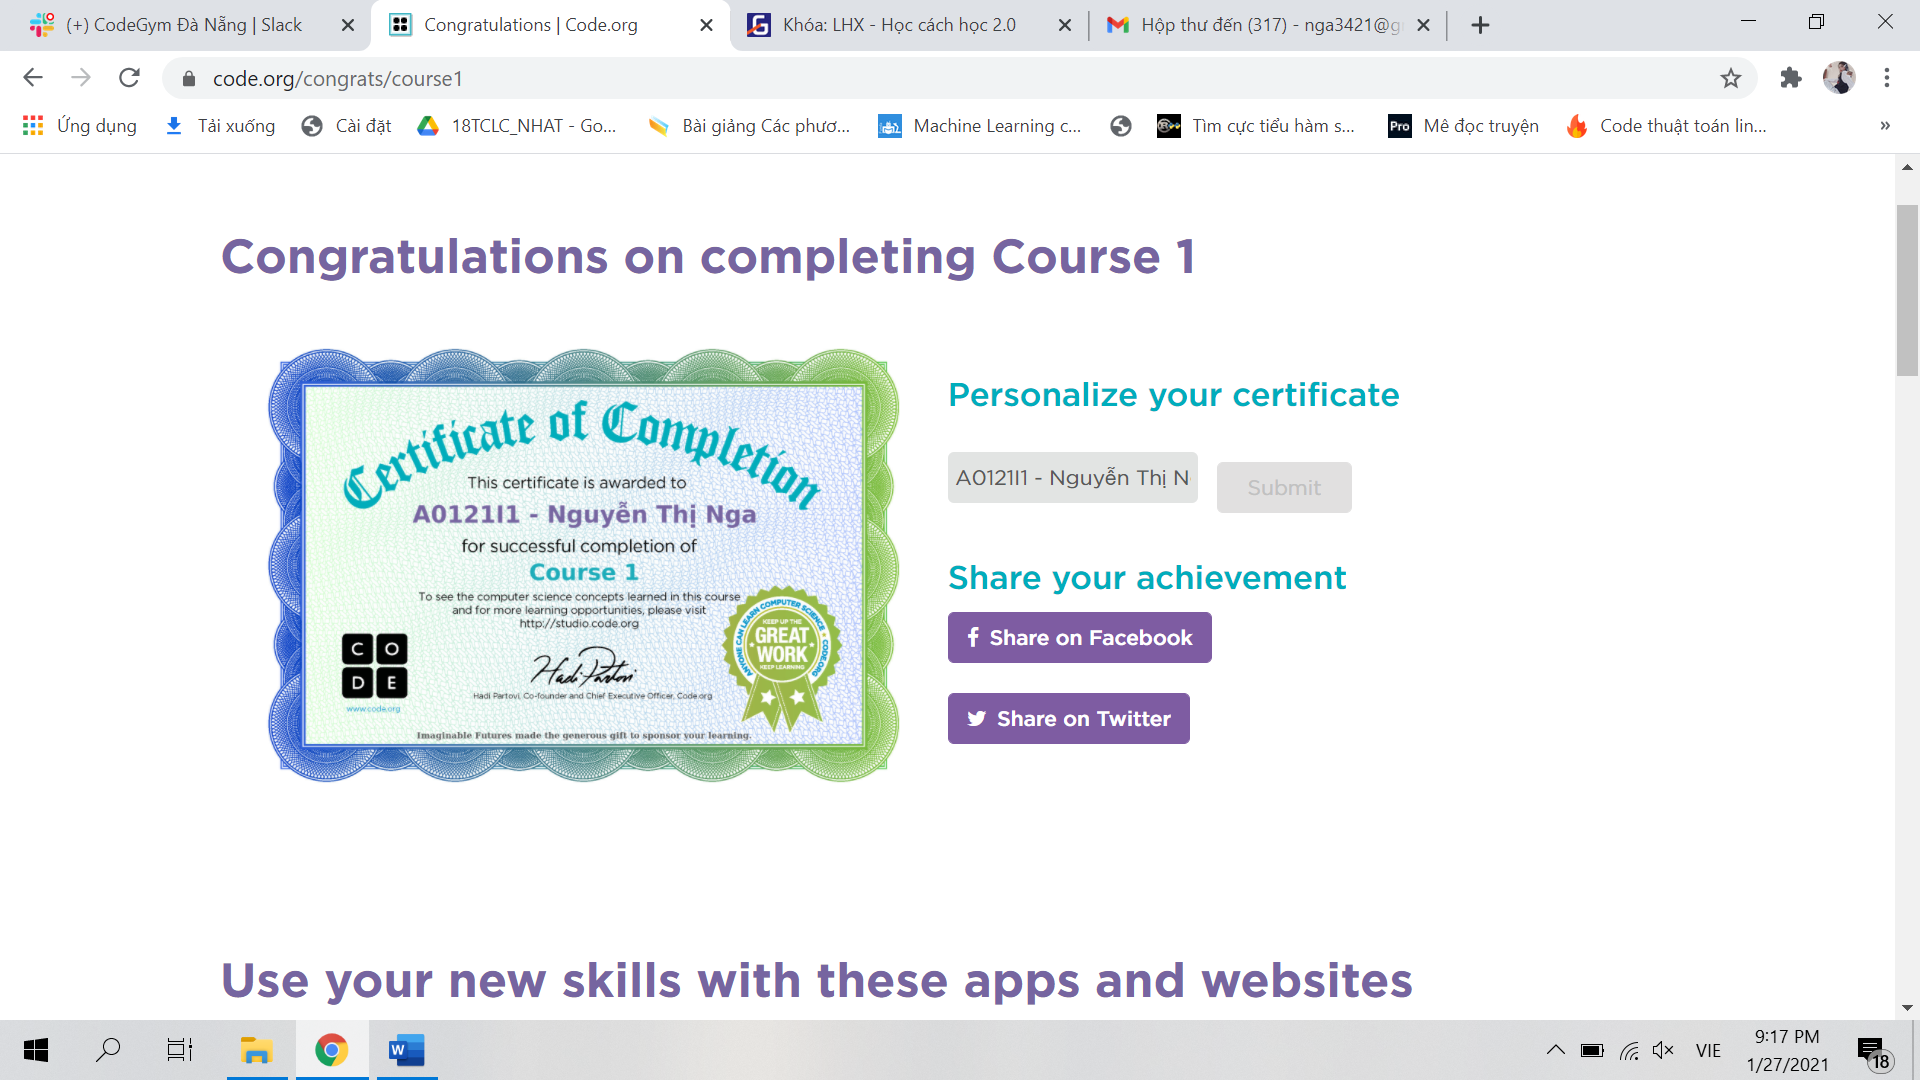 (+) CodeGym Đà Nẵng | Slack
Congratulations | Code.org
Khóa: LHX - Học cách học 2.0
Hộp thư đến (317) - nga3421@g
code.org/congrats/course1
Ứng dụng
Tải xuống
Cài đặt
18TCLC_NHAT - Go...
Bài giảng Các phươ...
Machine Learning c...
Tìm cực tiểu hàm s...
Pro
Mê đọc truyện
Code thuật toán lin...
»
Congratulations on completing Course 1
Certificate of Completion
This certificate is awarded to
A0121I1 - Nguyễn Thị Nga
for successful completion of
Course 1
To see the computer science concepts learned in this course
and for more learning opportunities, please visit
http://studio.code.org
C O
D E
www.code.org
Hadi Partovi
Hadi Partovi, Co-founder and Chief Executive Officer, Code.org
ANYONE CAN LEARN COMPUTER SCIENCE • CODE.ORG
KEEP UP THE
GREAT
WORK
KEEP LEARNING
Imaginable Futures made the generous gift to sponsor your learning.
Personalize your certificate
A0121I1 - Nguyễn Thị N
Submit
Share your achievement
f Share on Facebook
Share on Twitter
Use your new skills with these apps and websites
W
VIE
9:17 PM
1/27/2021
18